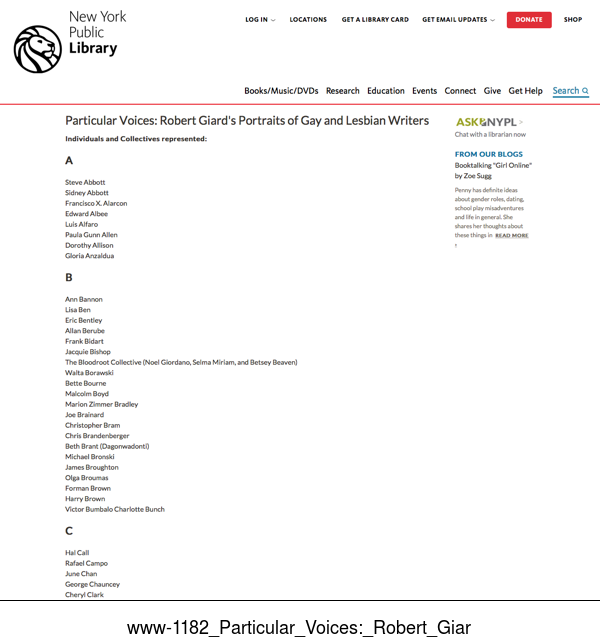 New York
Public
Library
LOG IN
LOCATIONS
GET A LIBRARY CARD
GET EMAIL UPDATES
DONATE
SHOP
Books/Music/DVDs
Research
Education
Events
Connect
Give
Get Help
Search
Particular Voices: Robert Giard's Portraits of Gay and Lesbian Writers
Individuals and Collectives represented:
A
Steve Abbott
Sidney Abbott
Francisco X. Alarcon
Edward Albee
Luis Alfaro
Paula Gunn Allen
Dorothy Allison
Gloria Anzaldua
B
Ann Bannon
Lisa Ben
Eric Bentley
Allan Berube
Frank Bidart
Jacquie Bishop
The Bloodroot Collective (Noel Giordano, Selma Miriam, and Betsey Beaven)
Walta Borawski
Bette Bourne
Malcolm Boyd
Marion Zimmer Bradley
Joe Brainard
Christopher Bram
Chris Brandenberger
Beth Brant (Dagonwadonti)
Michael Bronski
James Broughton
Olga Broumas
Forman Brown
Harry Brown
Victor Bumbalo Charlotte Bunch
C
Hal Call
Rafael Campo
June Chan
George Chauncey
Cheryl Clark
ASK NYPL >
Chat with a librarian now
FROM OUR BLOGS
Booktalking "Girl Online"
by Zoe Sugg
Penny has definite ideas
about gender roles, dating,
school play misadventures
and life in general. She
shares her thoughts about
these things in READ MORE
www-1182_Particular_Voices:_Robert_Giar